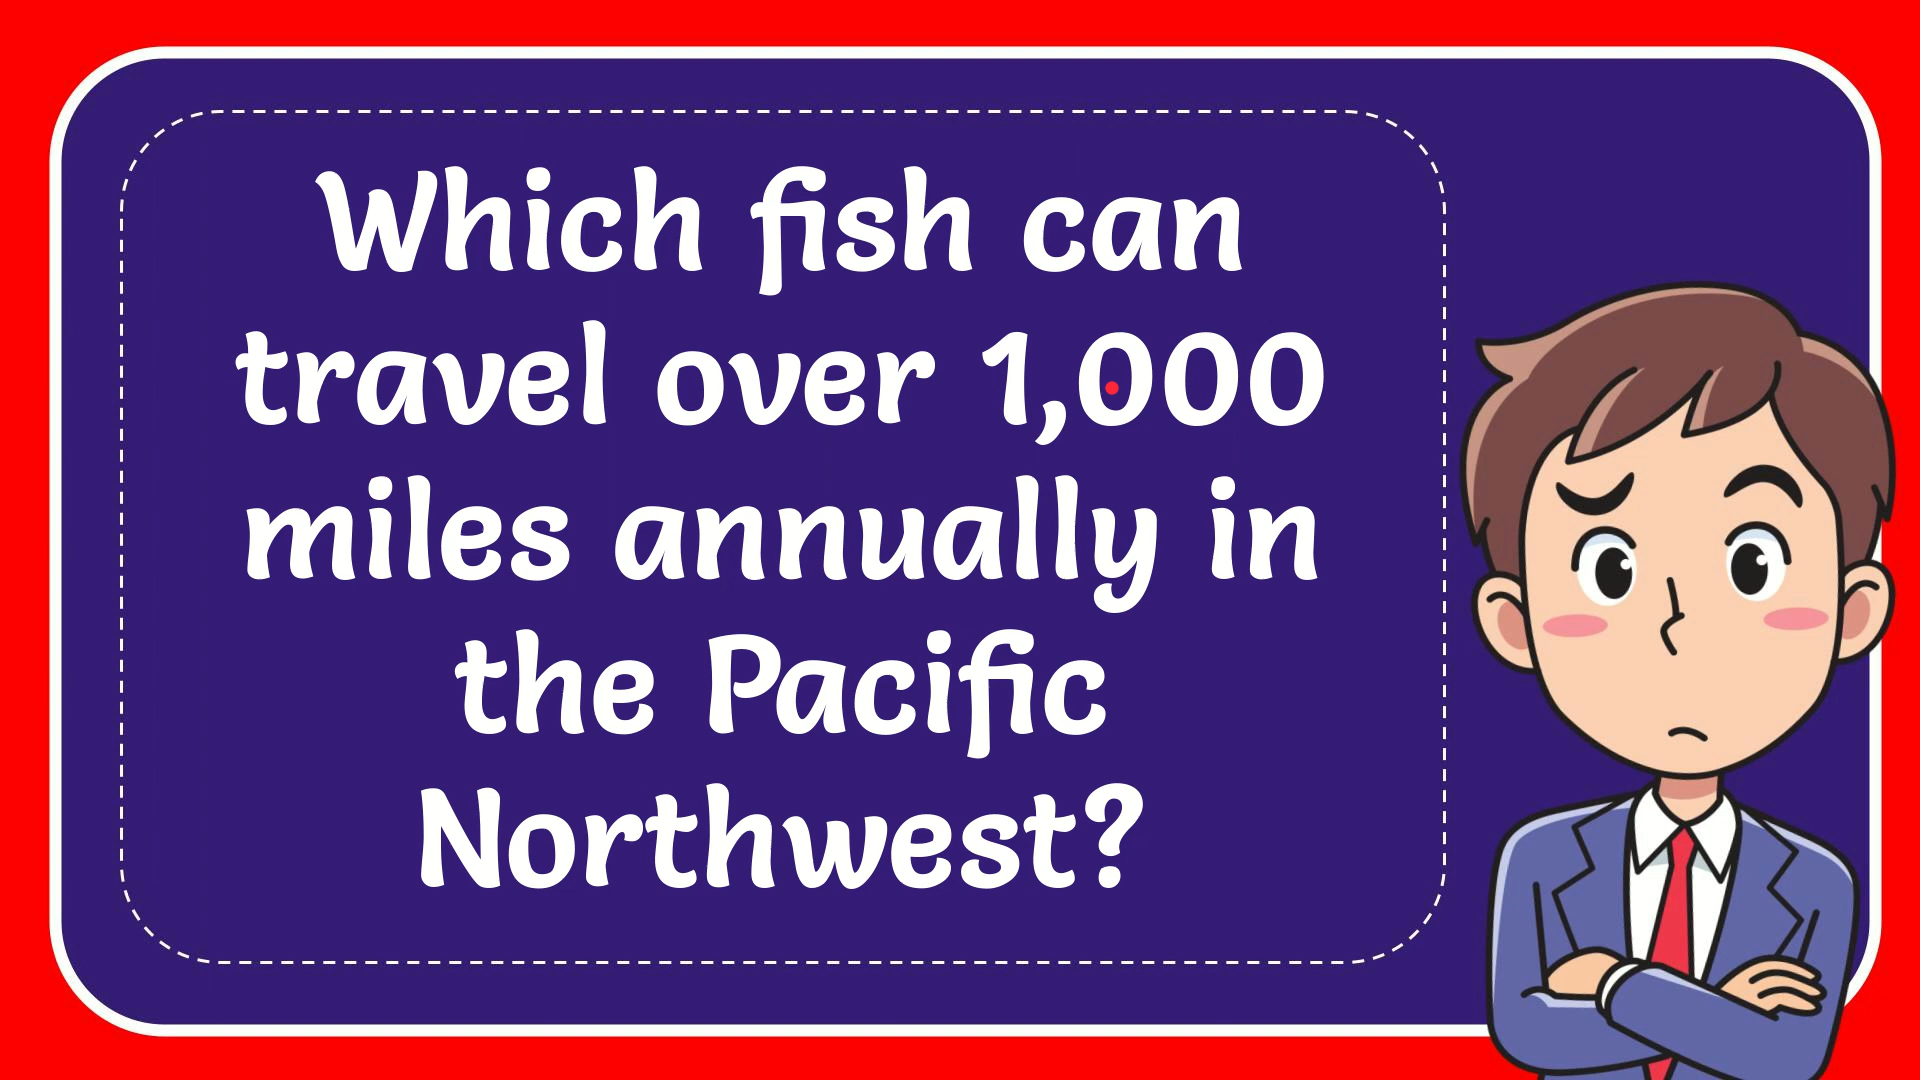 Which fish can
travel over 1,000
miles annually in
the Pacific
Northwest?